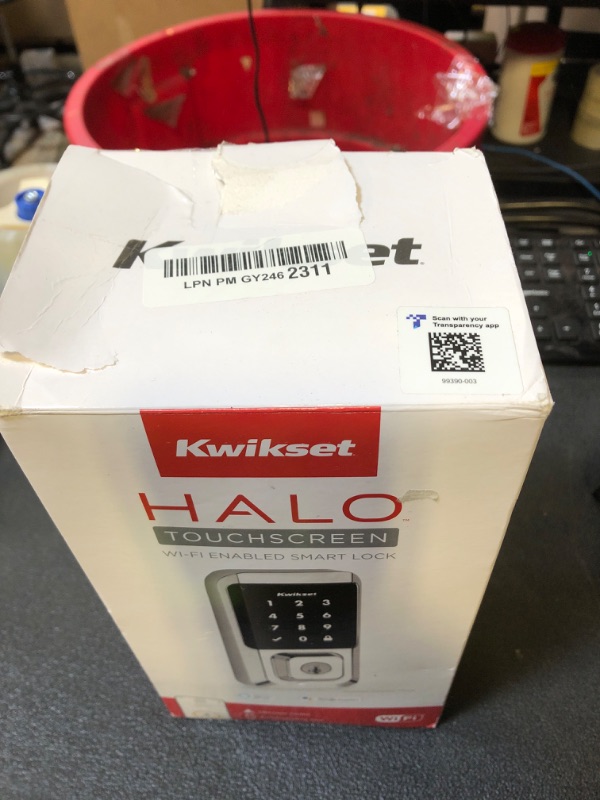 Kwikset
LPN PM GY246 2311
Scan with your
Transparency app
99390-003
Kwikset
HALO
TOUCHSCREEN
WI-FI ENABLED SMART LOCK
Kwikset
1 2 3
4 5 6
7 8 9
✓ 0
WiFi